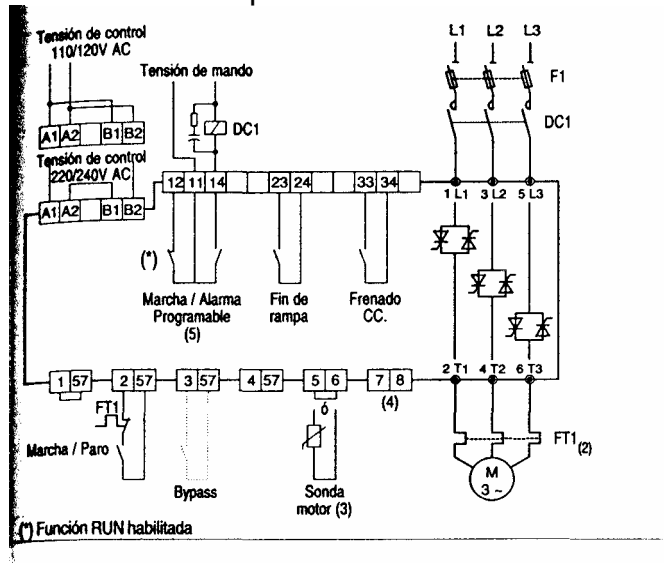 Tensión de control
110/120V AC
A1 A2 B1 B2
Tensión de control
220/240V AC
A1 A2 B1 B2
Tensión de mando
DC1
12 11 14 23 24 33 34
(*)
Marcha / Alarma
Programable
(5)
Fin de
rampa
Frenado
CC.
L1 L2 L3
F1
DC1
1 L1 3 L2 5 L3
2 T1 4 T2 6 T3
FT1 (2)
M
3 ~
1 57 2 57 3 57 4 57 5 6 7 8
(4)
FT1
ó
Marcha / Paro
Bypass
Sonda
motor (3)
(*) Función RUN habilitada